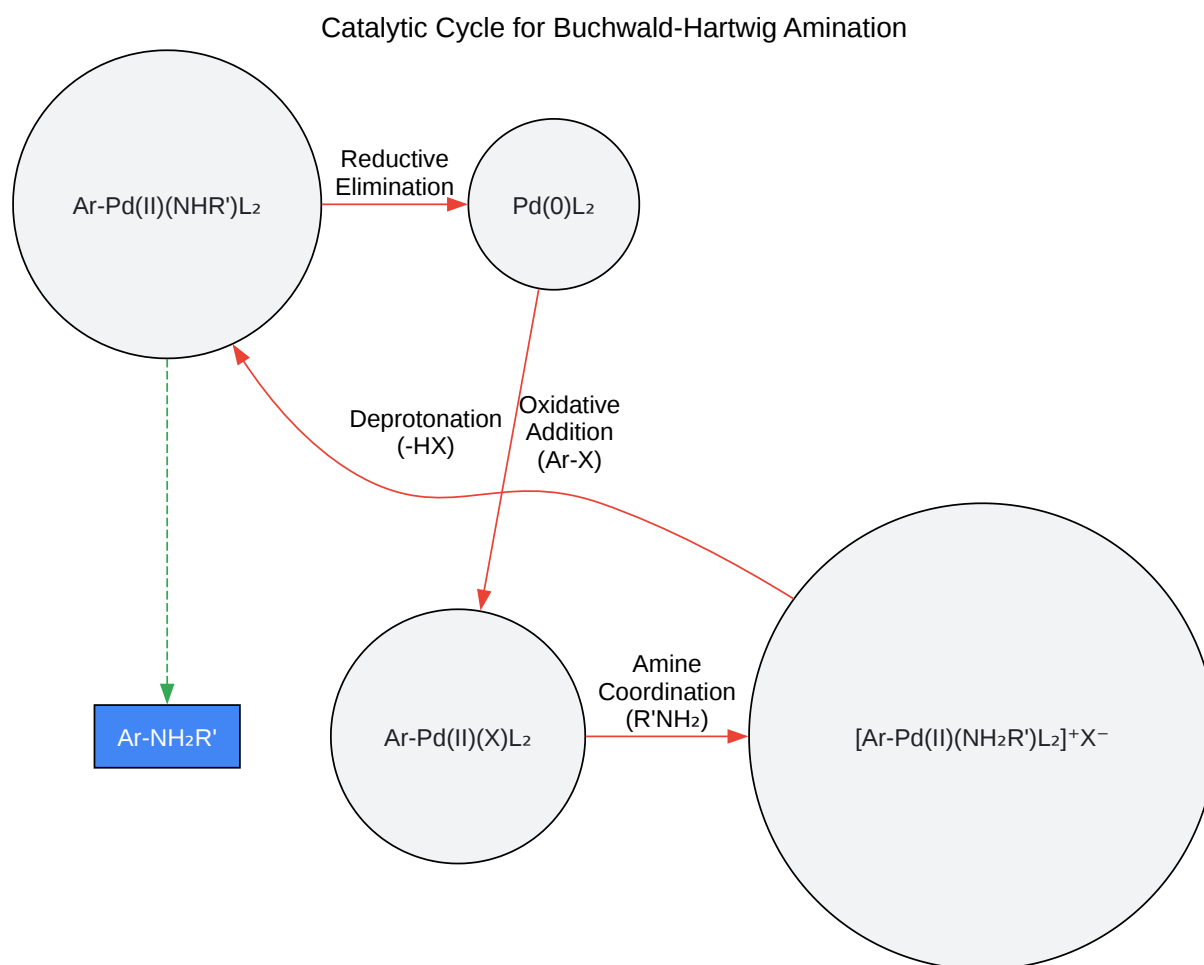 Catalytic Cycle for Buchwald-Hartwig Amination
Reductive
Elimination
Ar-Pd(II)(NHR')L₂
Pd(0)L₂
Deprotonation
(-HX)
Oxidative
Addition
(Ar-X)
Amine
Coordination
(R'NH₂)
Ar-NH₂R'
Ar-Pd(II)(X)L₂
[Ar-Pd(II)(NH₂R')L₂]⁺X⁻